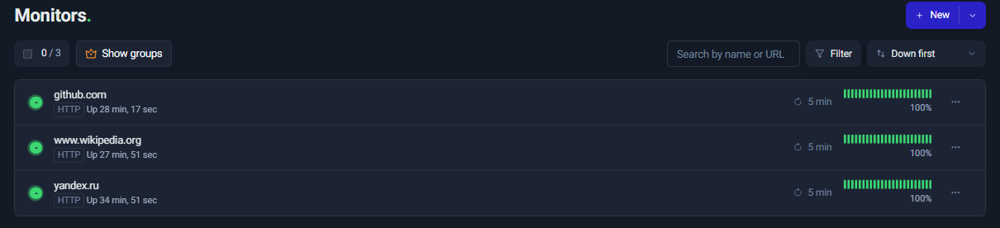 Monitors.
+ New
0 / 3 Show groups Search by name or URL Filter Down first
github.com
HTTP Up 28 min, 17 sec 5 min 100%
www.wikipedia.org
HTTP Up 27 min, 51 sec 5 min 100%
yandex.ru
HTTP Up 34 min, 51 sec 5 min 100%